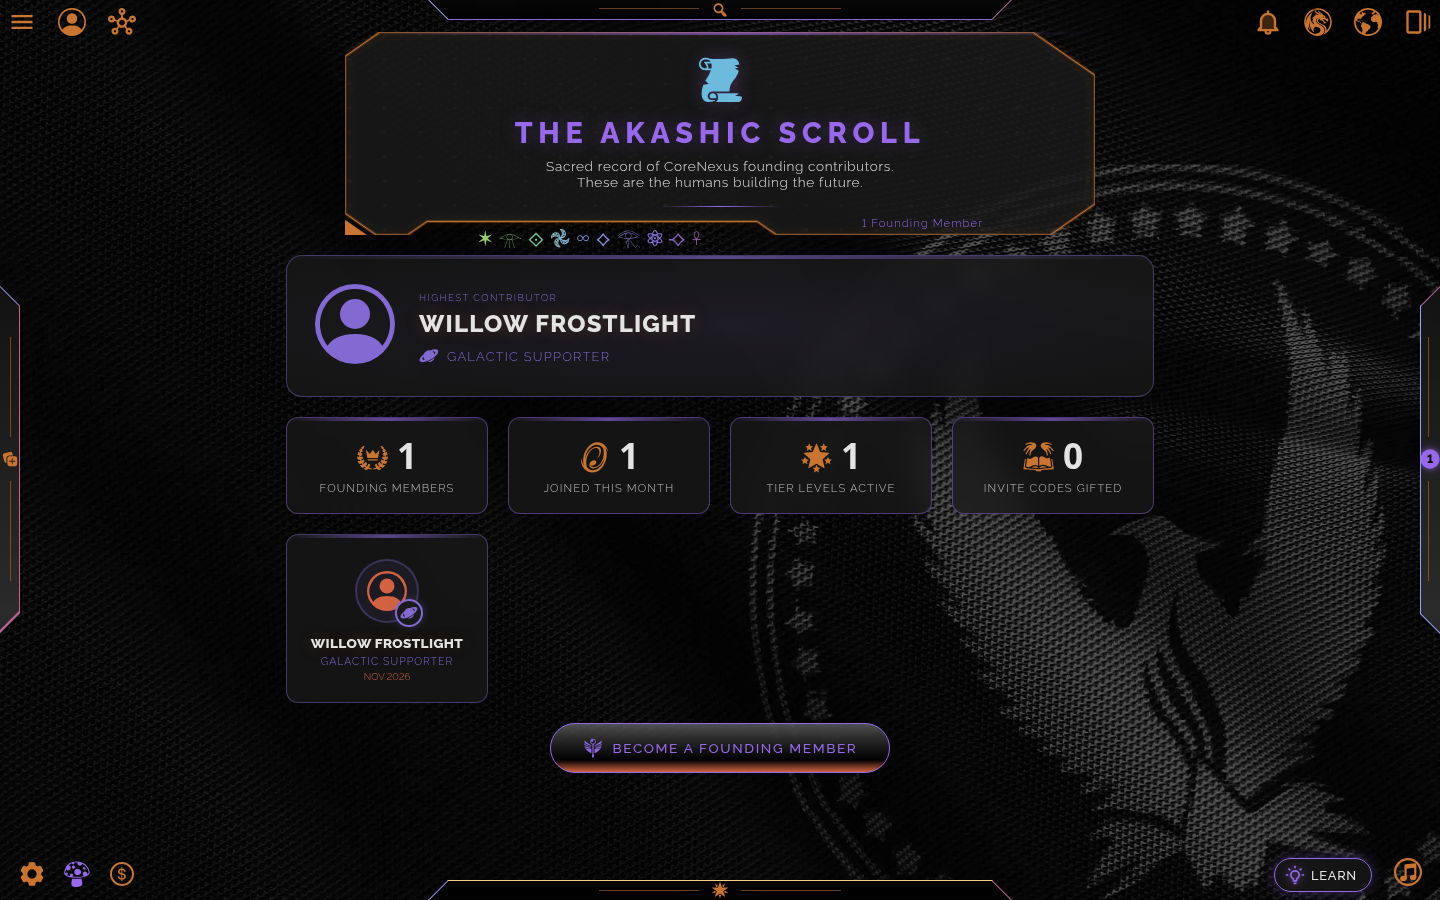 THE AKASHIC SCROLL
Sacred record of CoreNexus founding contributors.
These are the humans building the future.
1 Founding Member
HIGHEST CONTRIBUTOR
WILLOW FROSTLIGHT
GALACTIC SUPPORTER
1
FOUNDING MEMBERS
1
JOINED THIS MONTH
1
TIER LEVELS ACTIVE
0
INVITE CODES GIFTED
1
WILLOW FROSTLIGHT
GALACTIC SUPPORTER
NOV 2026
BECOME A FOUNDING MEMBER
LEARN